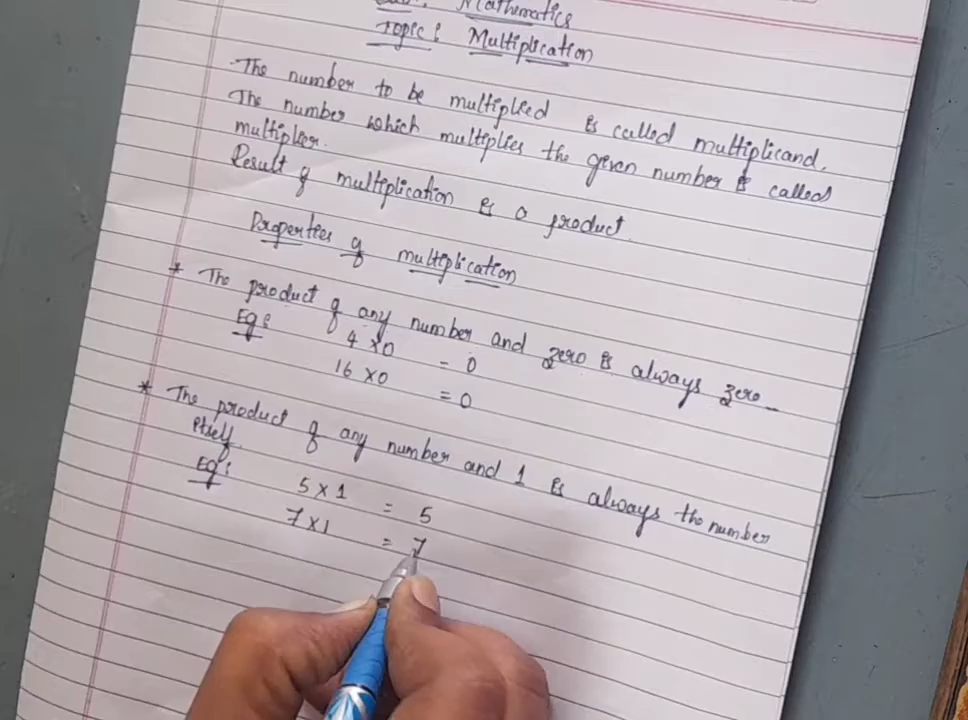 Mathematics
Topic : Multiplication
The number to be multiplied is called multiplicand.
The number which multiplies the given number is called
multiplier.
Result of multiplication is a product.
Properties of multiplication
* The product of any number and zero is always zero
Eg: 4 x 0 = 0
16 x 0 = 0
* The product of any number and 1 is always the number
itself
Eg: 5 x 1 = 5
7 x 1 = 7